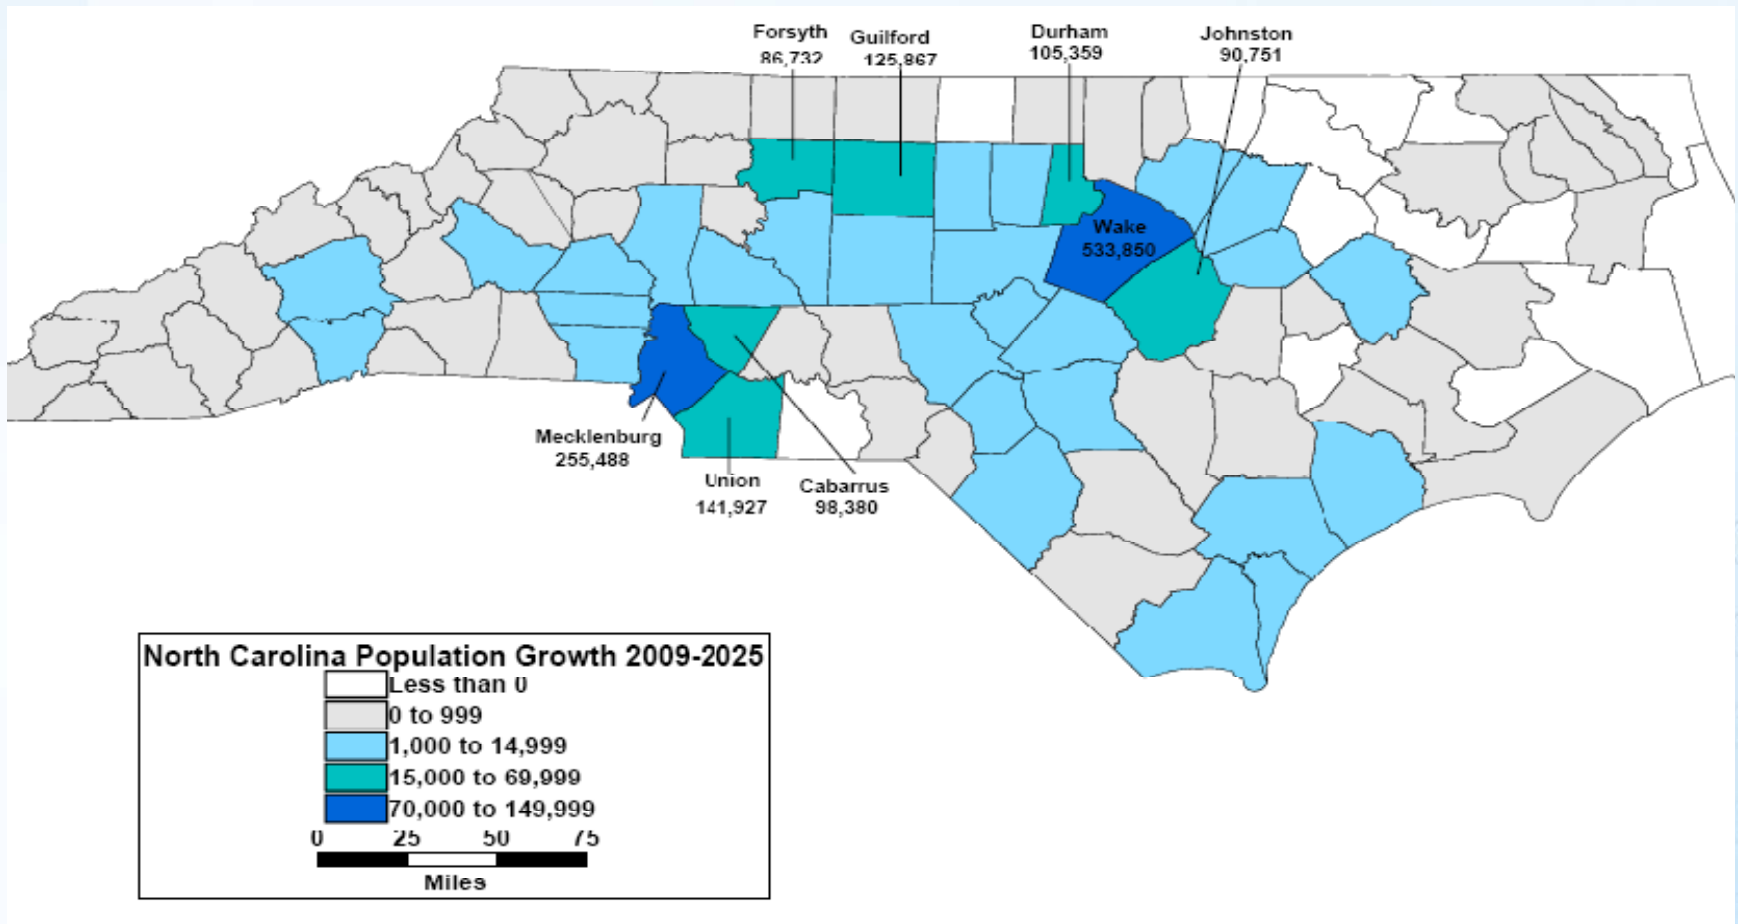 Forsyth
86,732
Guilford
125,867
Durham
105,359
Johnston
90,751
Wake
533,850
Mecklenburg
255,488
Union
141,927
Cabarrus
98,380
North Carolina Population Growth 2009-2025
Less than 0
0 to 999
1,000 to 14,999
15,000 to 69,999
70,000 to 149,999
0 25 50 75
Miles